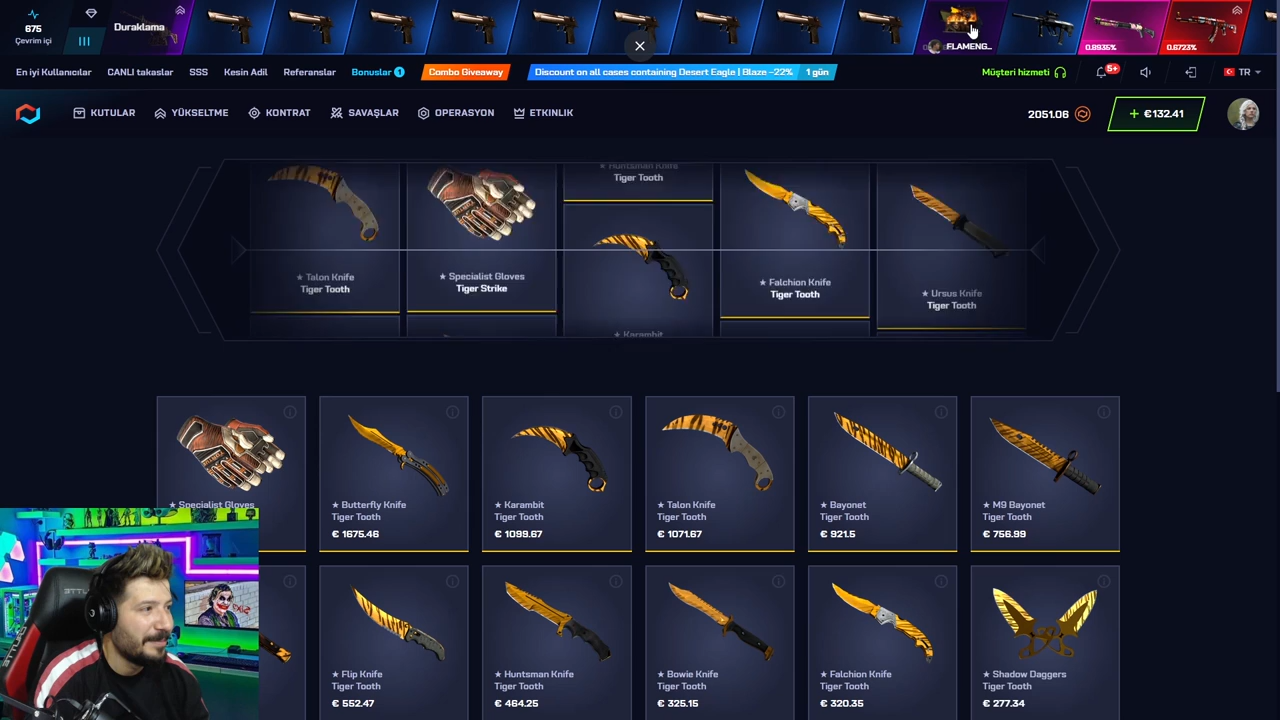 675
Çevrim içi
Duraklama
FLAMENG...
0.8935%
0.6723%
En iyi Kullanıcılar
CANLI takaslar
SSS
Kesin Adil
Referanslar
Bonuslar 1
Combo Giveaway
Discount on all cases containing Desert Eagle | Blaze -22%
1 gün
Müşteri hizmeti
5+
TR
KUTULAR
YÜKSELTME
KONTRAT
SAVAŞLAR
OPERASYON
ETKINLIK
2051.06
+ €132.41
★ Talon Knife
Tiger Tooth
★ Specialist Gloves
Tiger Strike
★ Huntsman Knife
Tiger Tooth
★ Karambit
★ Falchion Knife
Tiger Tooth
★ Ursus Knife
Tiger Tooth
★ Specialist Gloves
★ Butterfly Knife
Tiger Tooth
€ 1675.46
★ Karambit
Tiger Tooth
€ 1099.67
★ Talon Knife
Tiger Tooth
€ 1071.67
★ Bayonet
Tiger Tooth
€ 921.5
★ M9 Bayonet
Tiger Tooth
€ 756.99
★ Flip Knife
Tiger Tooth
€ 552.47
★ Huntsman Knife
Tiger Tooth
€ 464.25
★ Bowie Knife
Tiger Tooth
€ 325.15
★ Falchion Knife
Tiger Tooth
€ 320.35
★ Shadow Daggers
Tiger Tooth
€ 277.34